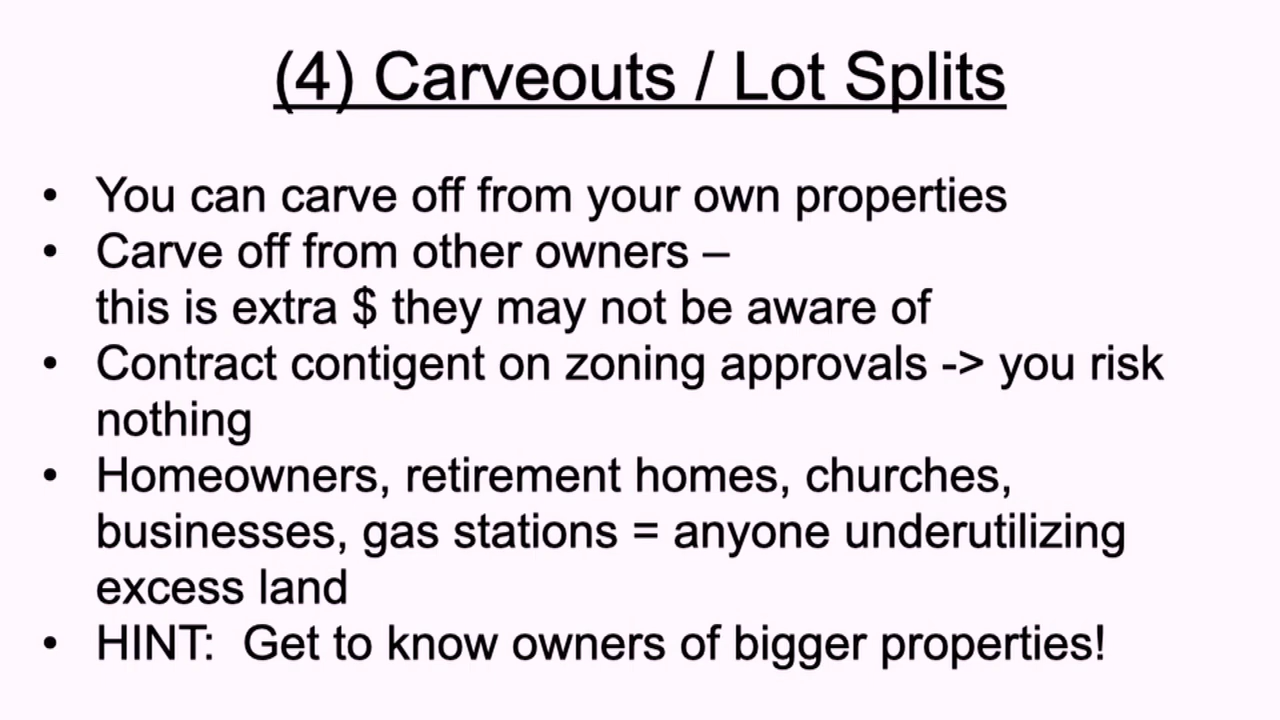 (4) Carveouts / Lot Splits
• You can carve off from your own properties
• Carve off from other owners –
this is extra $ they may not be aware of
• Contract contigent on zoning approvals -> you risk
nothing
• Homeowners, retirement homes, churches,
businesses, gas stations = anyone underutilizing
excess land
• HINT:  Get to know owners of bigger properties!